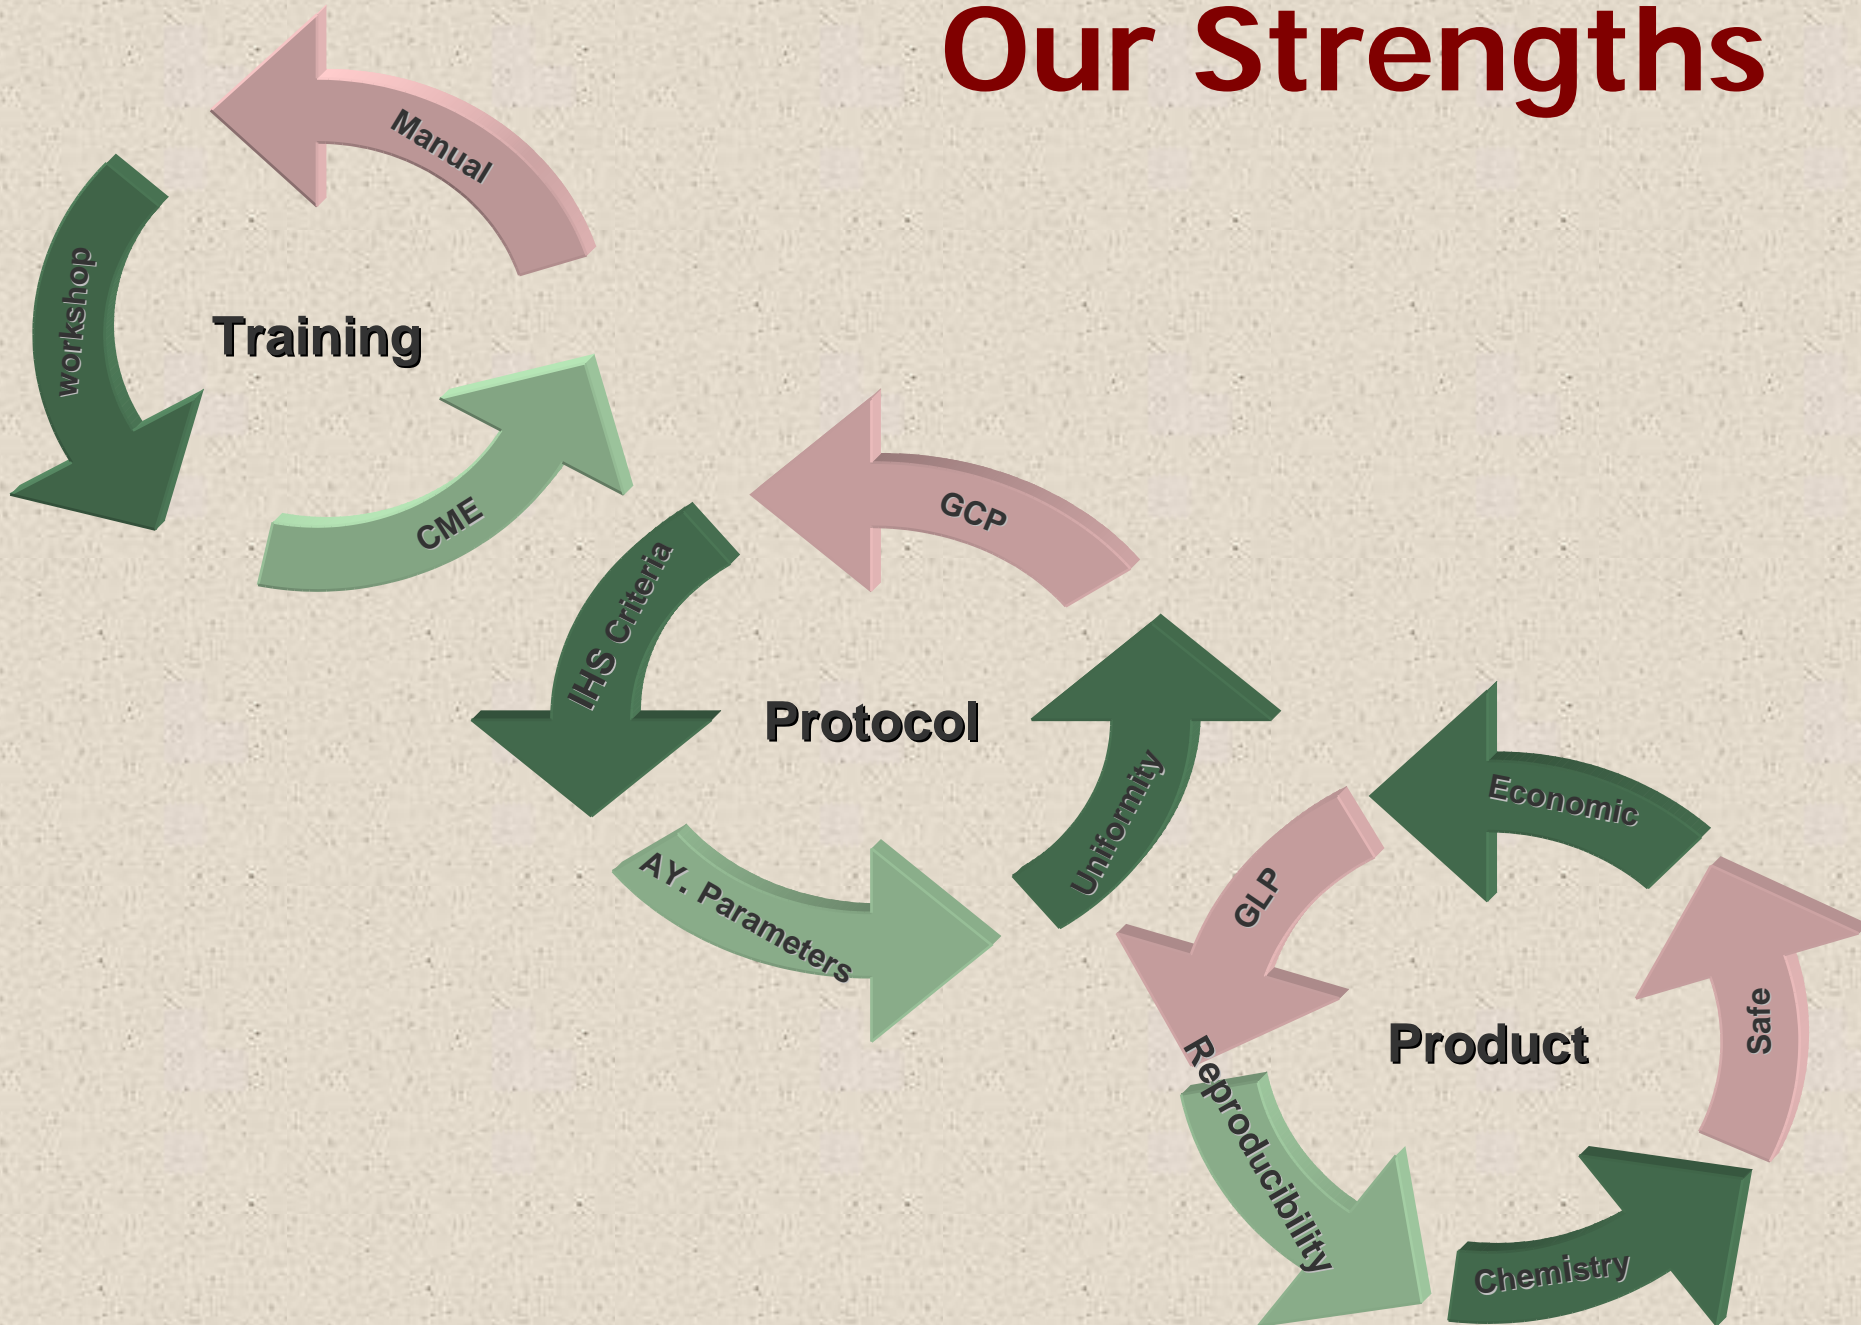 Our Strengths
Manual
workshop
Training
CME
GCP
IHS Criteria
Protocol
Uniformity
AY. Parameters
Economic
GLP
Product
Safe
Reproducibility
Chemistry